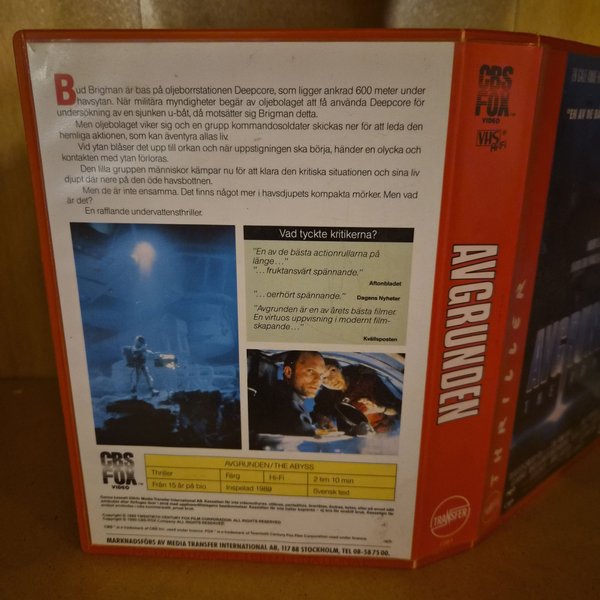 Bud Brigman är bas på oljeborrstationen Deepcore, som ligger ankrad 600 meter under
havsytan. När militära myndigheter begär av oljebolaget att få använda Deepcore för
undersökning av en sjunken u-båt, då motsätter sig Brigman detta.
Men oljebolaget viker sig och en grupp kommandosoldater skickas ner för att leda den
hemliga aktionen, som kan äventyra allas liv.
Vid ytan blåser det upp till orkan och när uppstigningen ska börja, händer en olycka och
kontakten med ytan förloras.
Den lilla gruppen människor kämpar nu för att klara den kritiska situationen och sina liv
djupt där nere på den öde havsbottnen.
Men de är inte ensamma. Det finns något mer i havsdjupets kompakta mörker. Men vad
är det?
En rafflande undervattensthriller.
Vad tyckte kritikerna?
"En av de bästa actionrullarna på
länge..."
"...fruktansvärt spännande."
Aftonbladet
"...oerhört spännande."
Dagens Nyheter
"Avgrunden är en av årets bästa filmer.
En virtuos uppvisning i modernt film-
skapande..."
Kvällsposten
CBS
FOX
VIDEO
AVGRUNDEN/THE ABYSS
Thriller
Färg
Hi-Fi
2 tim 10 min
Från 15 år på bio
Inspelad 1989
Svensk text
MARKNADSFÖRS AV MEDIA TRANSFER INTERNATIONAL AB, 117 88 STOCKHOLM, TEL 08-58 75 00.
CBS
FOX
VIDEO
VHS
HiFi
AVGRUNDEN
THRILLER
TRANSFER